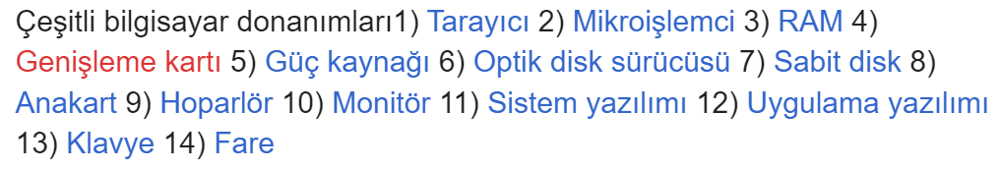 Çeşitli bilgisayar donanımları1) Tarayıcı 2) Mikroişlemci 3) RAM 4)
Genişleme kartı 5) Güç kaynağı 6) Optik disk sürücüsü 7) Sabit disk 8)
Anakart 9) Hoparlör 10) Monitör 11) Sistem yazılımı 12) Uygulama yazılımı
13) Klavye 14) Fare